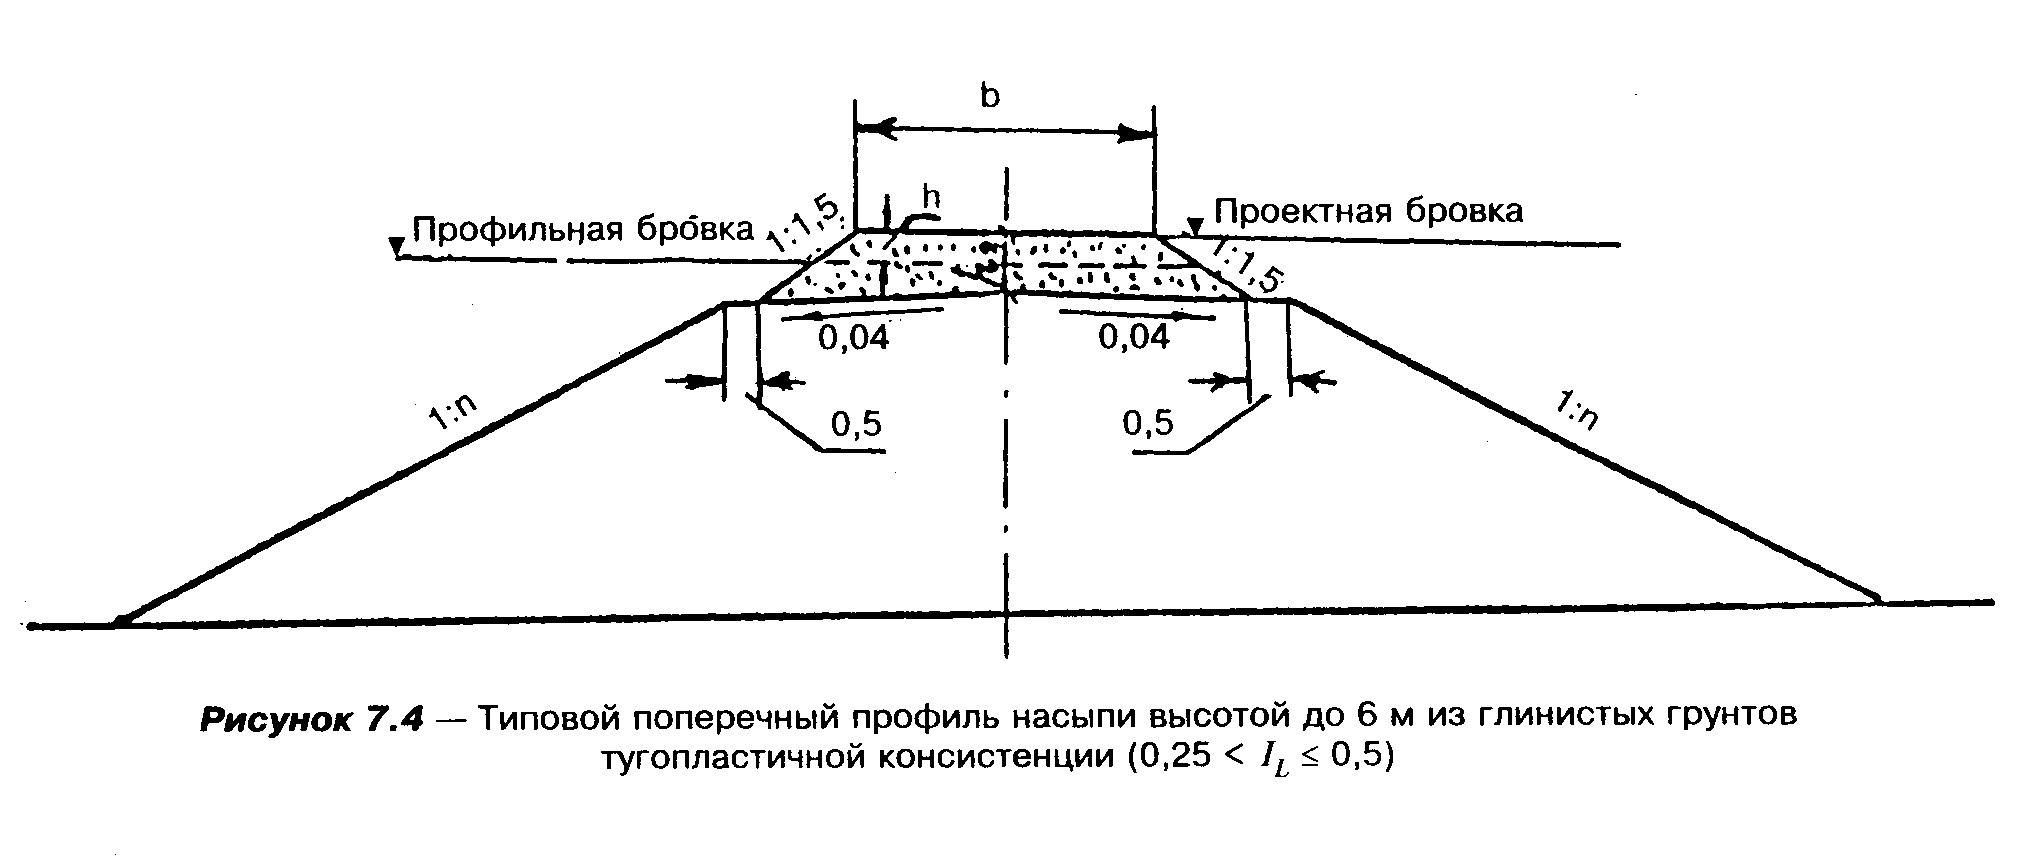 b
h
Профильная бровка
1:1,5
Проектная бровка
1:1,5
0,04
0,04
1:n
0,5
0,5
1:n
Рисунок 7.4 — Типовой поперечный профиль насыпи высотой до 6 м из глинистых грунтов
тугопластичной консистенции (0,25 < I_L ≤ 0,5)